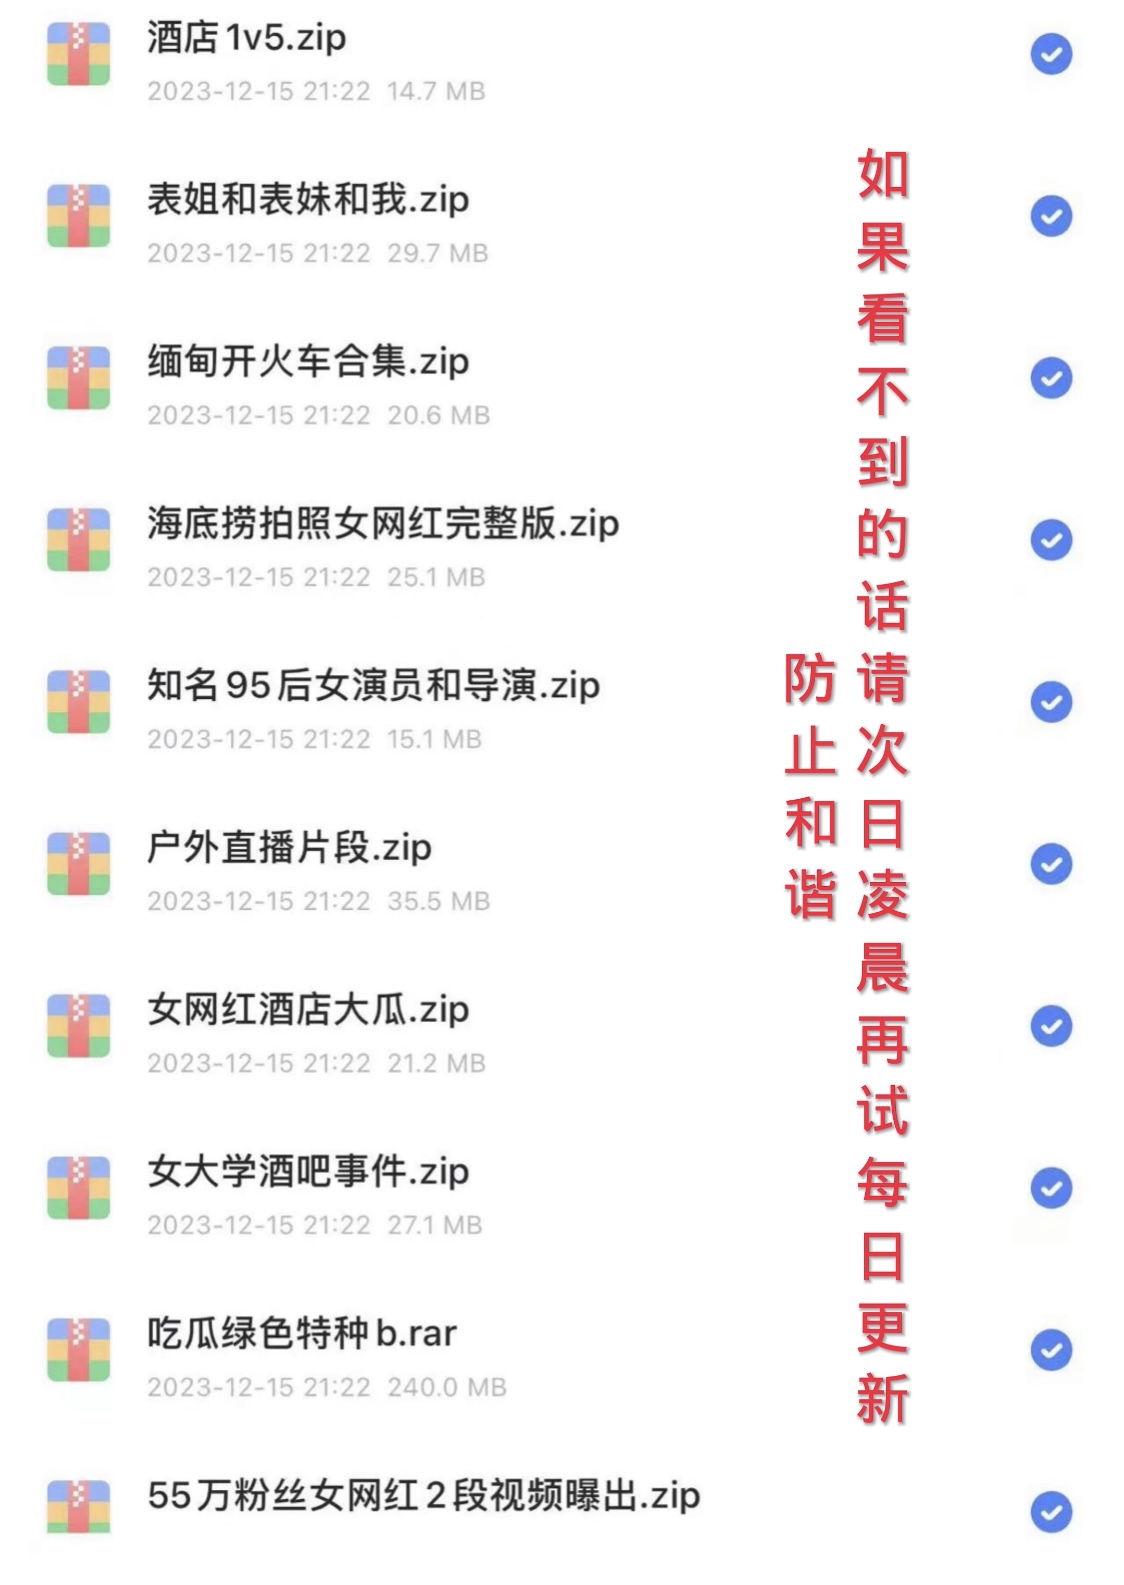 酒店1v5.zip
2023-12-15 21:22 14.7 MB
表姐和表妹和我.zip
2023-12-15 21:22 29.7 MB
缅甸开火车合集.zip
2023-12-15 21:22 20.6 MB
海底捞拍照女网红完整版.zip
2023-12-15 21:22 25.1 MB
知名95后女演员和导演.zip
2023-12-15 21:22 15.1 MB
户外直播片段.zip
2023-12-15 21:22 35.5 MB
女网红酒店大瓜.zip
2023-12-15 21:22 21.2 MB
女大学酒吧事件.zip
2023-12-15 21:22 27.1 MB
吃瓜绿色特种b.rar
2023-12-15 21:22 240.0 MB
55万粉丝女网红2段视频曝出.zip
如果看不到的话请次日凌晨再试每日更新
防止和谐